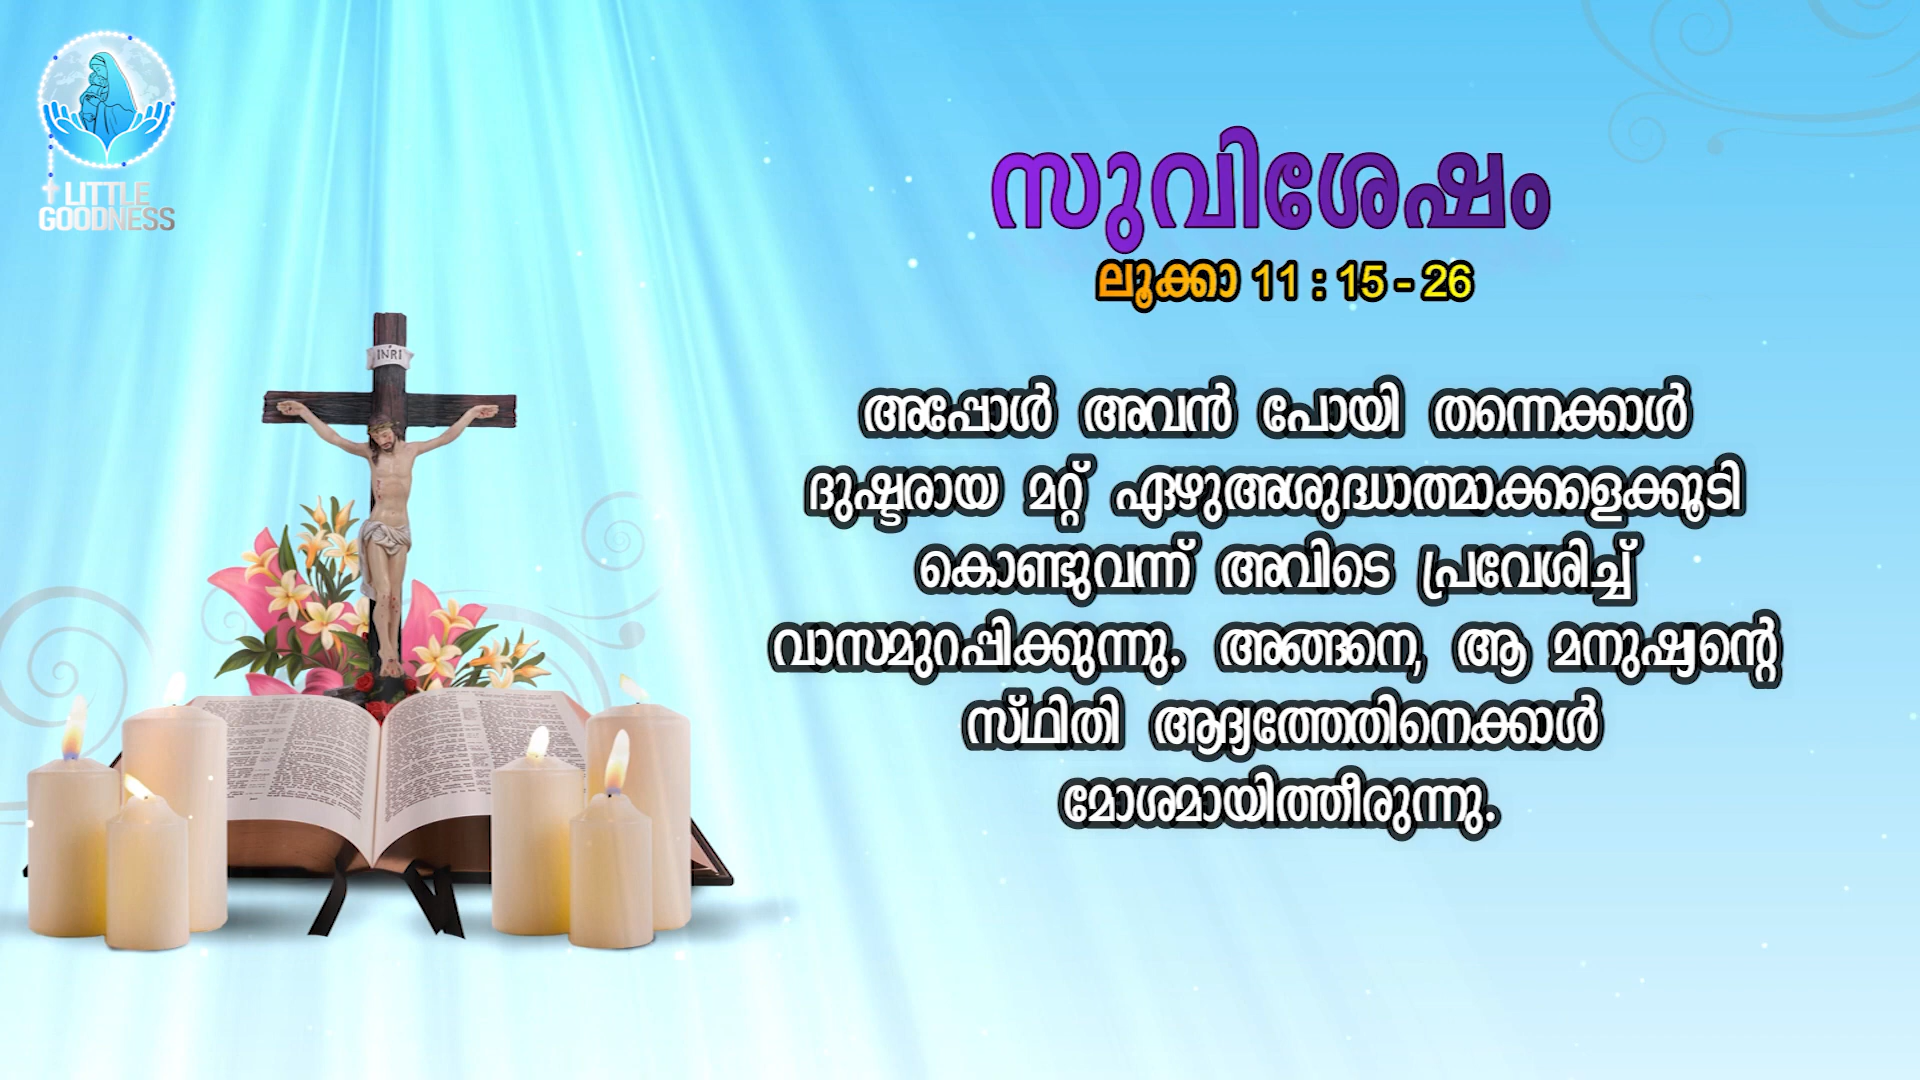 LITTLE
GOODNESS
സുവിശേഷം
ലൂക്കാ 11 : 15 - 26
INRI
അപ്പോൾ അവൻ പോയി തന്നെക്കാൾ
ദുഷ്ടരായ മറ്റ് ഏഴുഅശുദ്ധാത്മാക്കളെക്കൂടി
കൊണ്ടുവന്ന് അവിടെ പ്രവേശിച്ച്
വാസമുറപ്പിക്കുന്നു. അങ്ങനെ, ആ മനുഷ്യന്റെ
സ്ഥിതി ആദ്യത്തേതിനെക്കാൾ
മോശമായിത്തീരുന്നു.